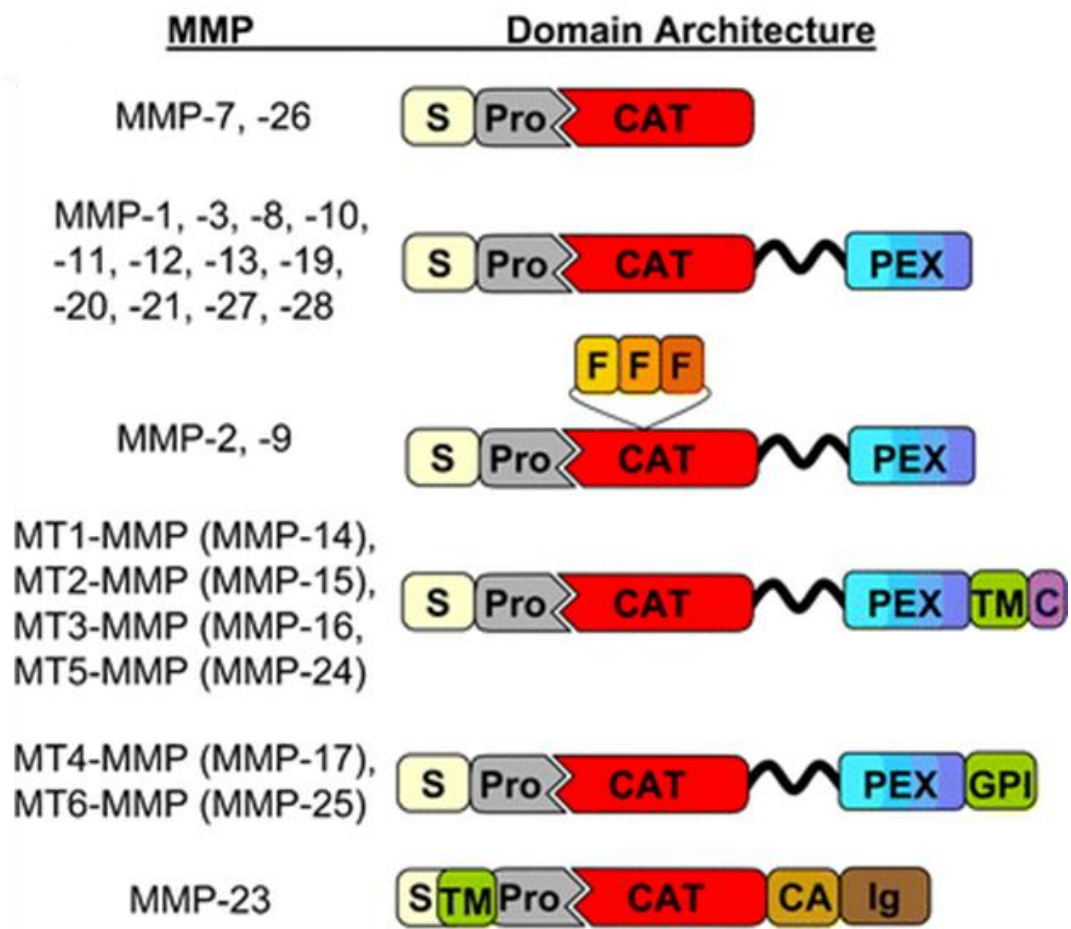 MMP Domain Architecture
MMP-7, -26
S Pro CAT
MMP-1, -3, -8, -10,
-11, -12, -13, -19,
-20, -21, -27, -28
S Pro CAT PEX
F F F
MMP-2, -9
S Pro CAT PEX
MT1-MMP (MMP-14),
MT2-MMP (MMP-15),
MT3-MMP (MMP-16,
MT5-MMP (MMP-24)
S Pro CAT PEX TM C
MT4-MMP (MMP-17),
MT6-MMP (MMP-25)
S Pro CAT PEX GPI
MMP-23
S TM Pro CAT CA Ig